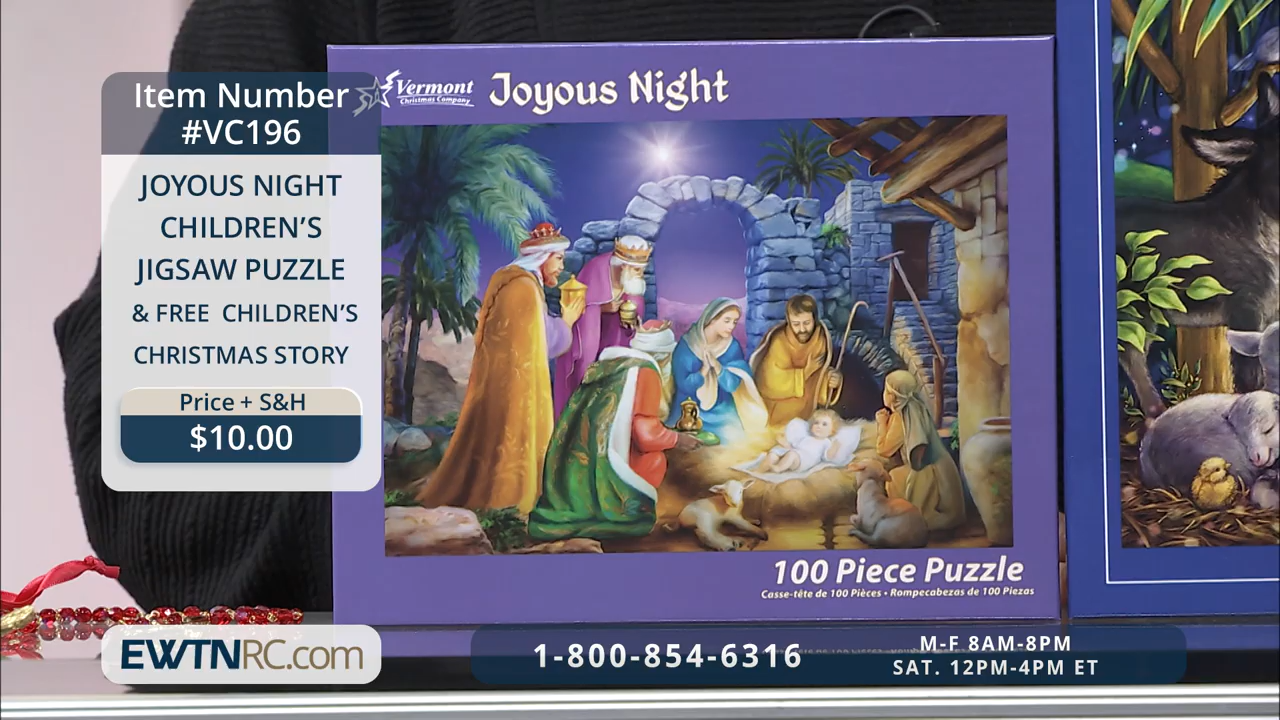 Item Number
#VC196
JOYOUS NIGHT
CHILDREN'S
JIGSAW PUZZLE
& FREE CHILDREN'S
CHRISTMAS STORY
Price + S&H
$10.00
Vermont
Christmas Company
Joyous Night
100 Piece Puzzle
Casse-tête de 100 Pièces • Rompecabezas de 100 Piezas
EWTNRC.com
1-800-854-6316
M-F 8AM-8PM
SAT. 12PM-4PM ET